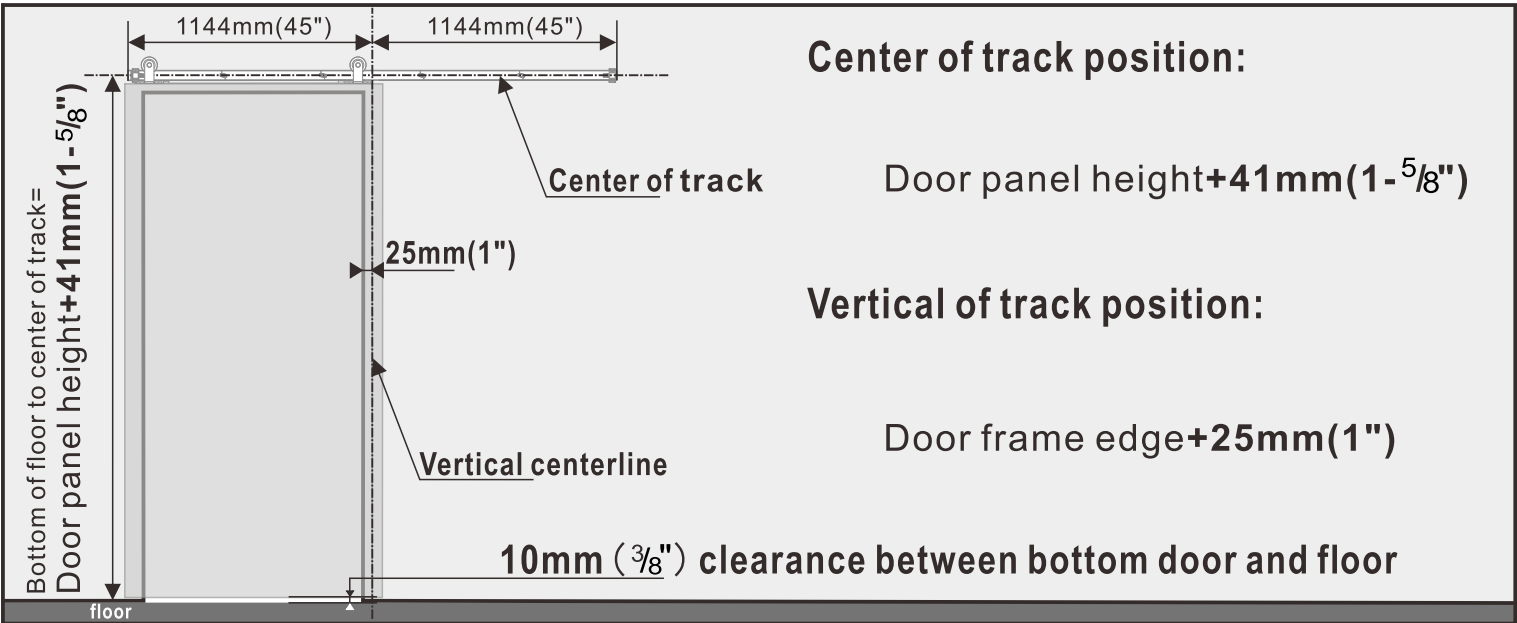 1144mm(45")
1144mm(45")
Center of track position:
Bottom of floor to center of track=
Door panel height+41mm(1-5/8")
Center of track
Door panel height+41mm(1-5/8")
25mm(1")
Vertical of track position:
Door frame edge+25mm(1")
Vertical centerline
10mm (3/8") clearance between bottom door and floor
floor